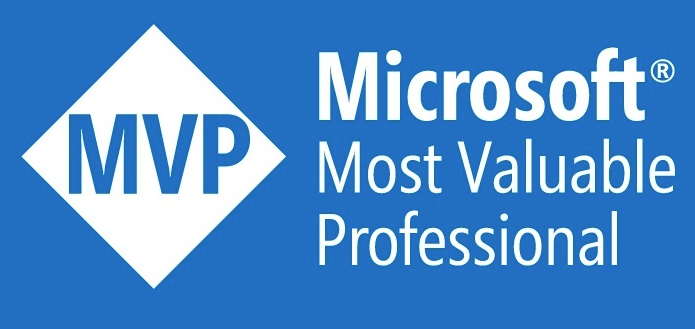 MVP
Microsoft®
Most Valuable
Professional